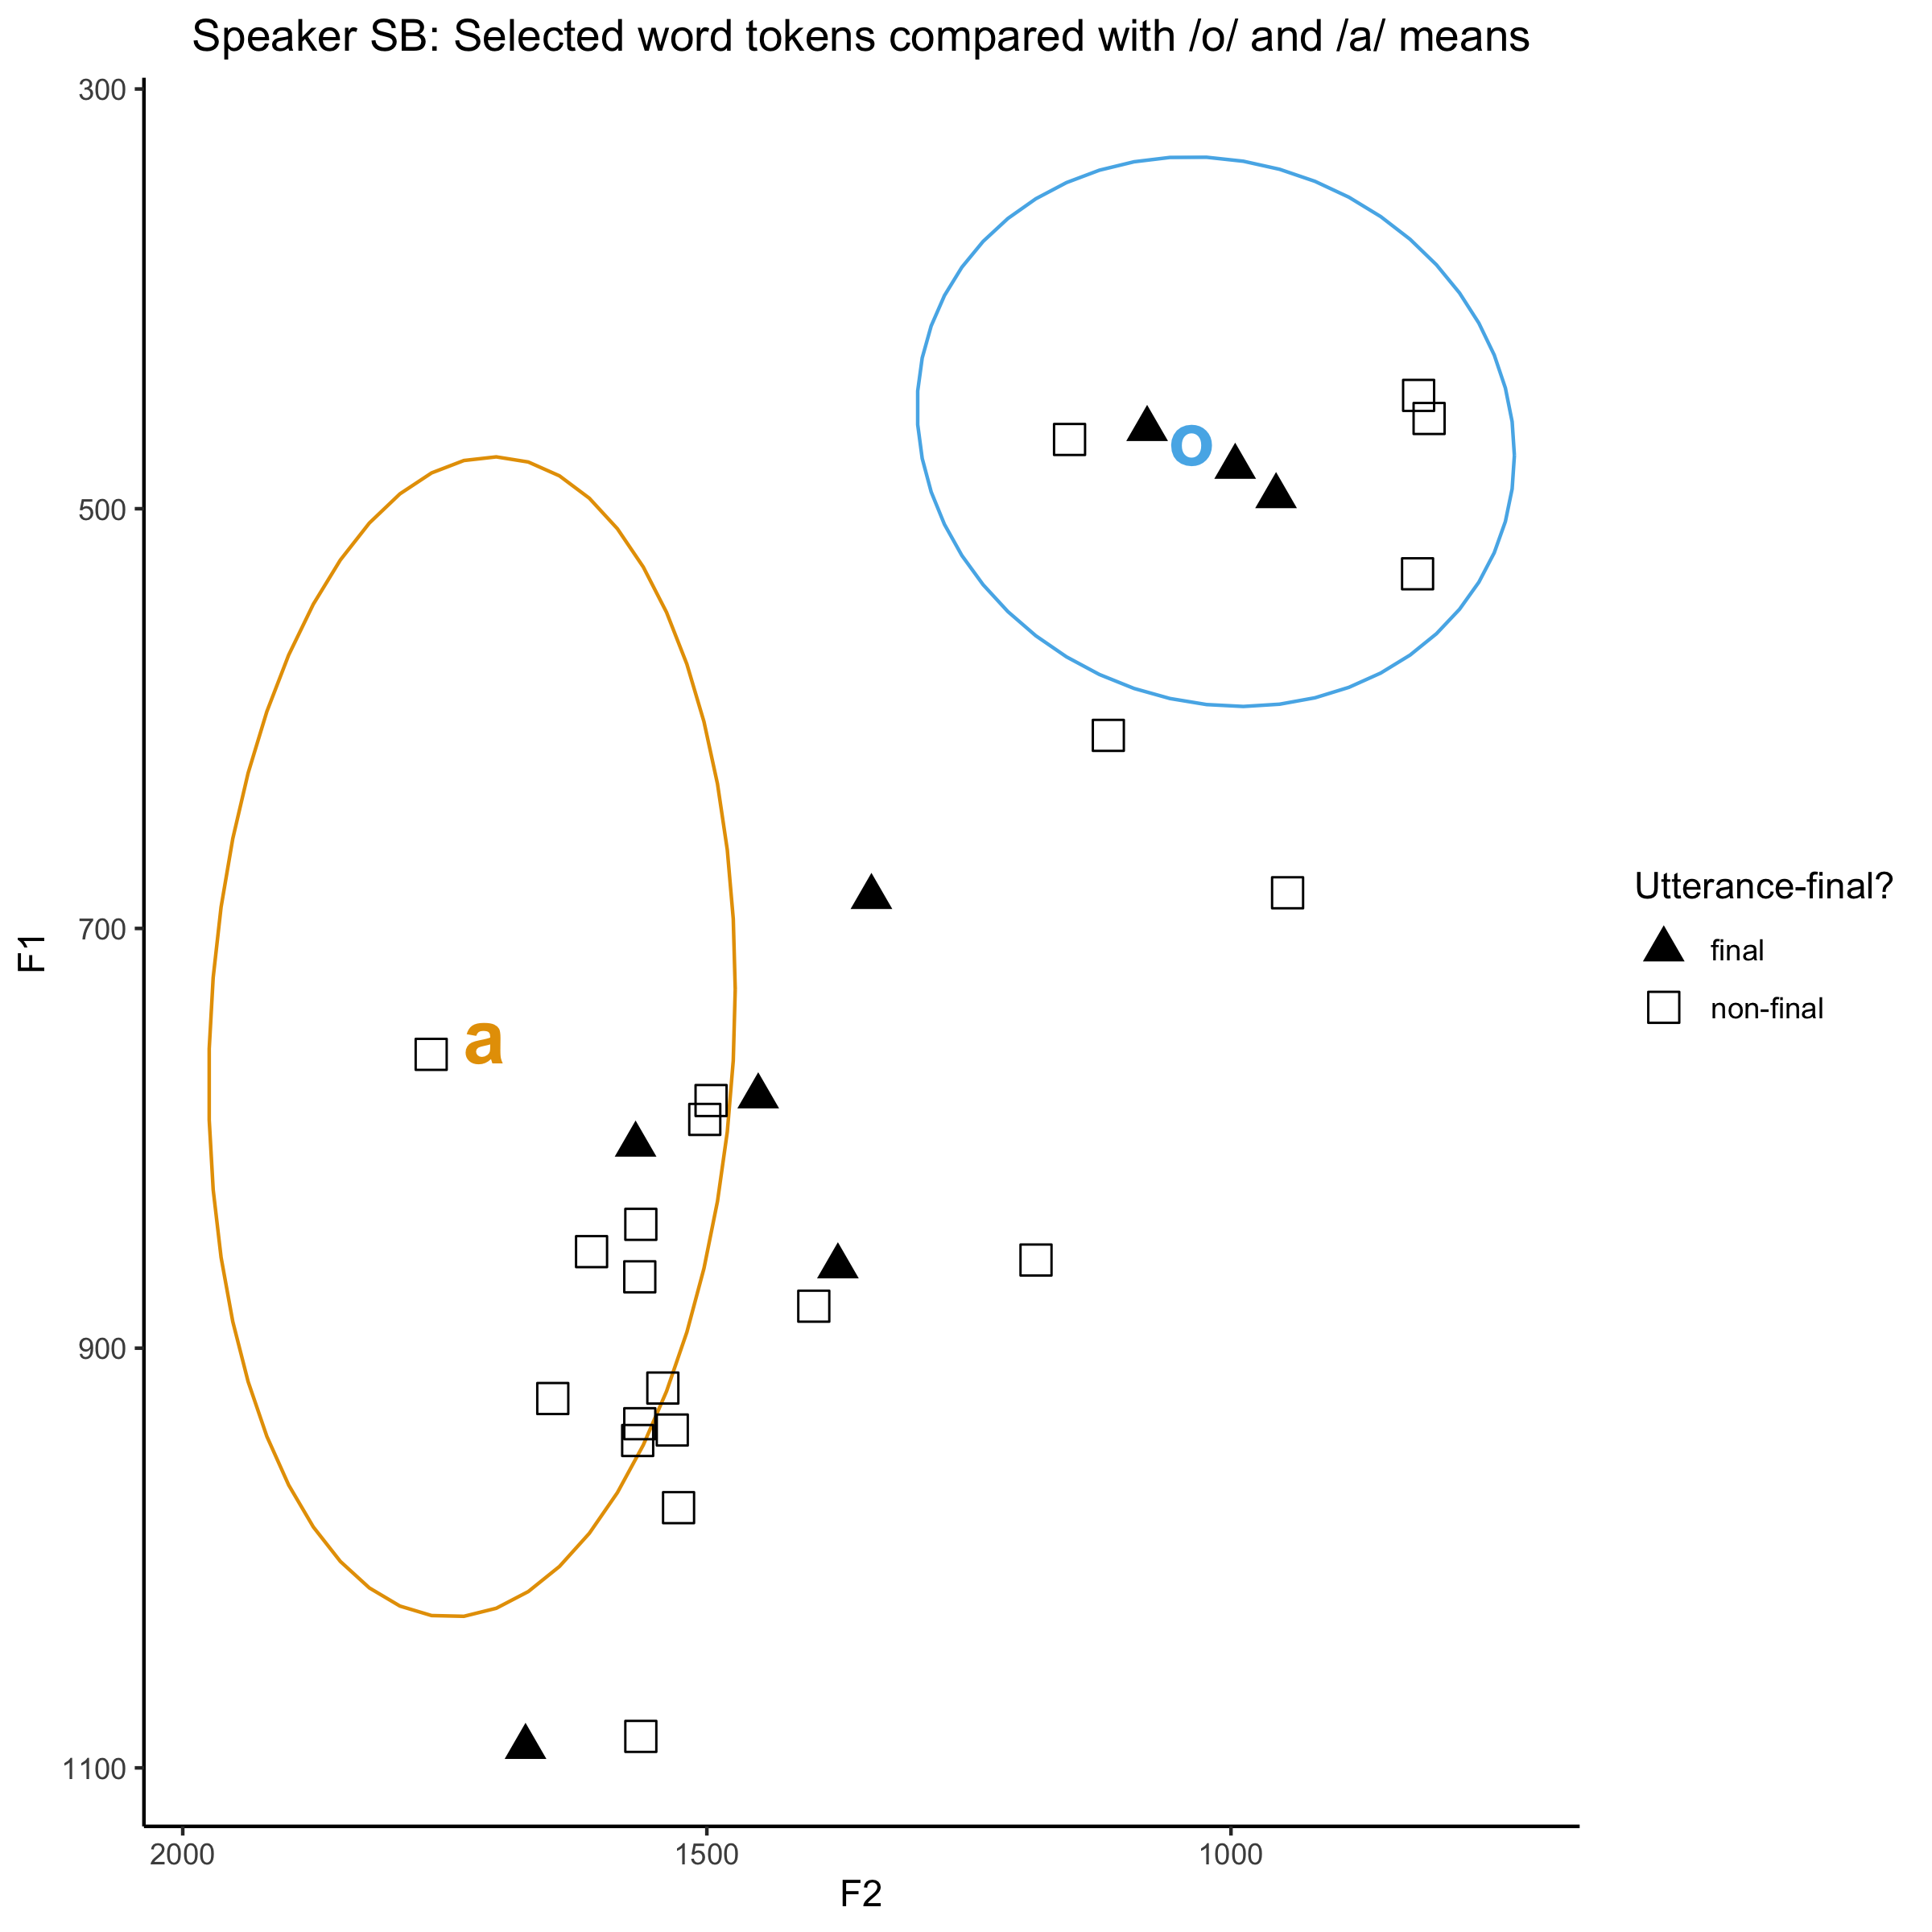 Speaker SB: Selected word tokens compared with /o/ and /a/ means
300
500
700
900
1100
F1
o
a
2000
1500
1000
F2
Utterance-final?
final
non-final